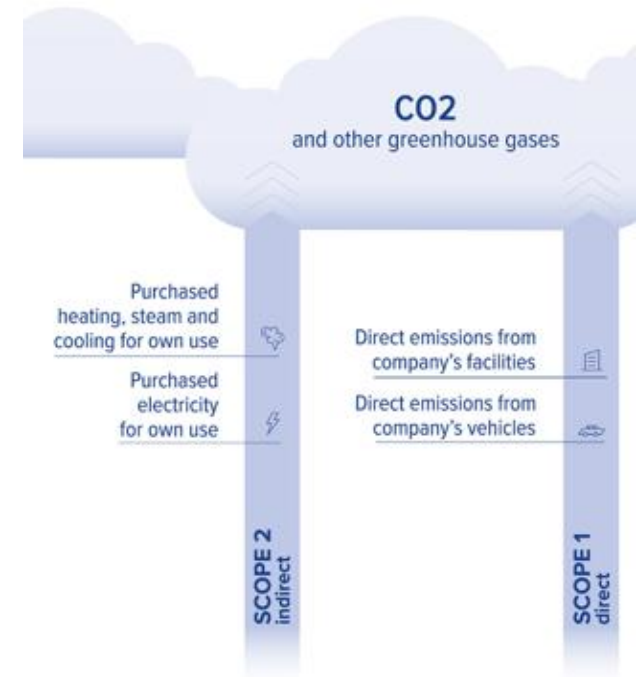 CO2
and other greenhouse gases
Purchased
heating, steam and
cooling for own use
Purchased
electricity
for own use
SCOPE 2
indirect
Direct emissions from
company's facilities
Direct emissions from
company's vehicles
SCOPE 1
direct